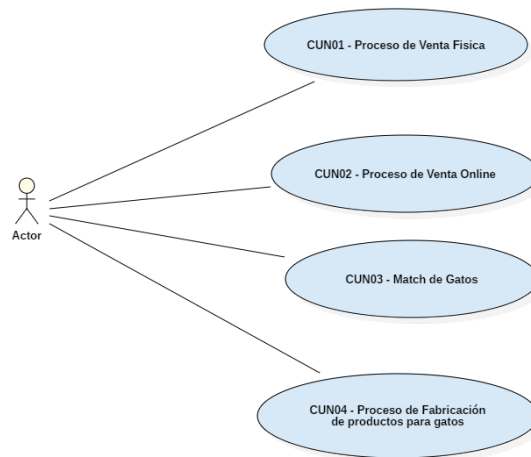 CUN01 - Proceso de Venta Fisica
CUN02 - Proceso de Venta Online
Actor
CUN03 - Match de Gatos
CUN04 - Proceso de Fabricación
de productos para gatos